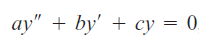 ay″ + by′ + cy = 0